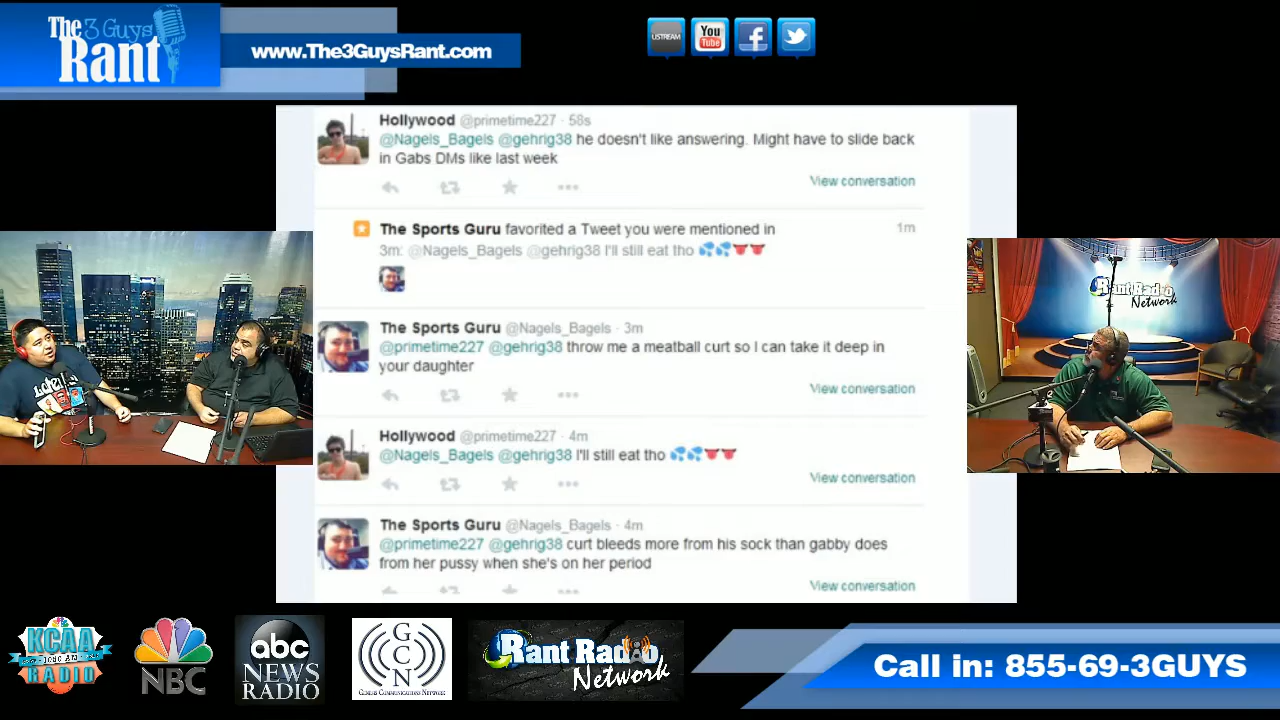 The 3 Guys
Rant
www.The3GuysRant.com
USTREAM
You
Tube
Hollywood @primetime227 · 58s
@Nagels_Bagels @gehrig38 he doesn't like answering. Might have to slide back
in Gabs DMs like last week
View conversation
The Sports Guru favorited a Tweet you were mentioned in
1m
3m: @Nagels_Bagels @gehrig38 I'll still eat tho 💦💦👅👅
The Sports Guru @Nagels_Bagels · 3m
@primetime227 @gehrig38 throw me a meatball curt so I can take it deep in
your daughter
View conversation
Hollywood @primetime227 · 4m
@Nagels_Bagels @gehrig38 I'll still eat tho 💦💦👅👅
View conversation
The Sports Guru @Nagels_Bagels · 4m
@primetime227 @gehrig38 curt bleeds more from his sock than gabby does
from her pussy when she's on her period
View conversation
Rant Radio
Network
KCAA
1050 AM
RADIO
NBC
abc
NEWS
RADIO
G
C
N
Genesis Communications Network
Rant Radio
Network
Call in: 855-69-3GUYS